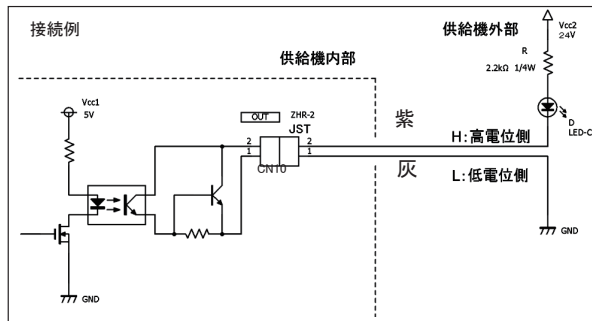 接続例
供給機内部
供給機外部
Vcc2
24V
R
2.2kΩ 1/4W
D
LED-C
Vcc1
5V
OUT
ZHR-2
JST
2
2
1
1
CN10
紫
灰
H:高電位側
L:低電位側
GND
GND